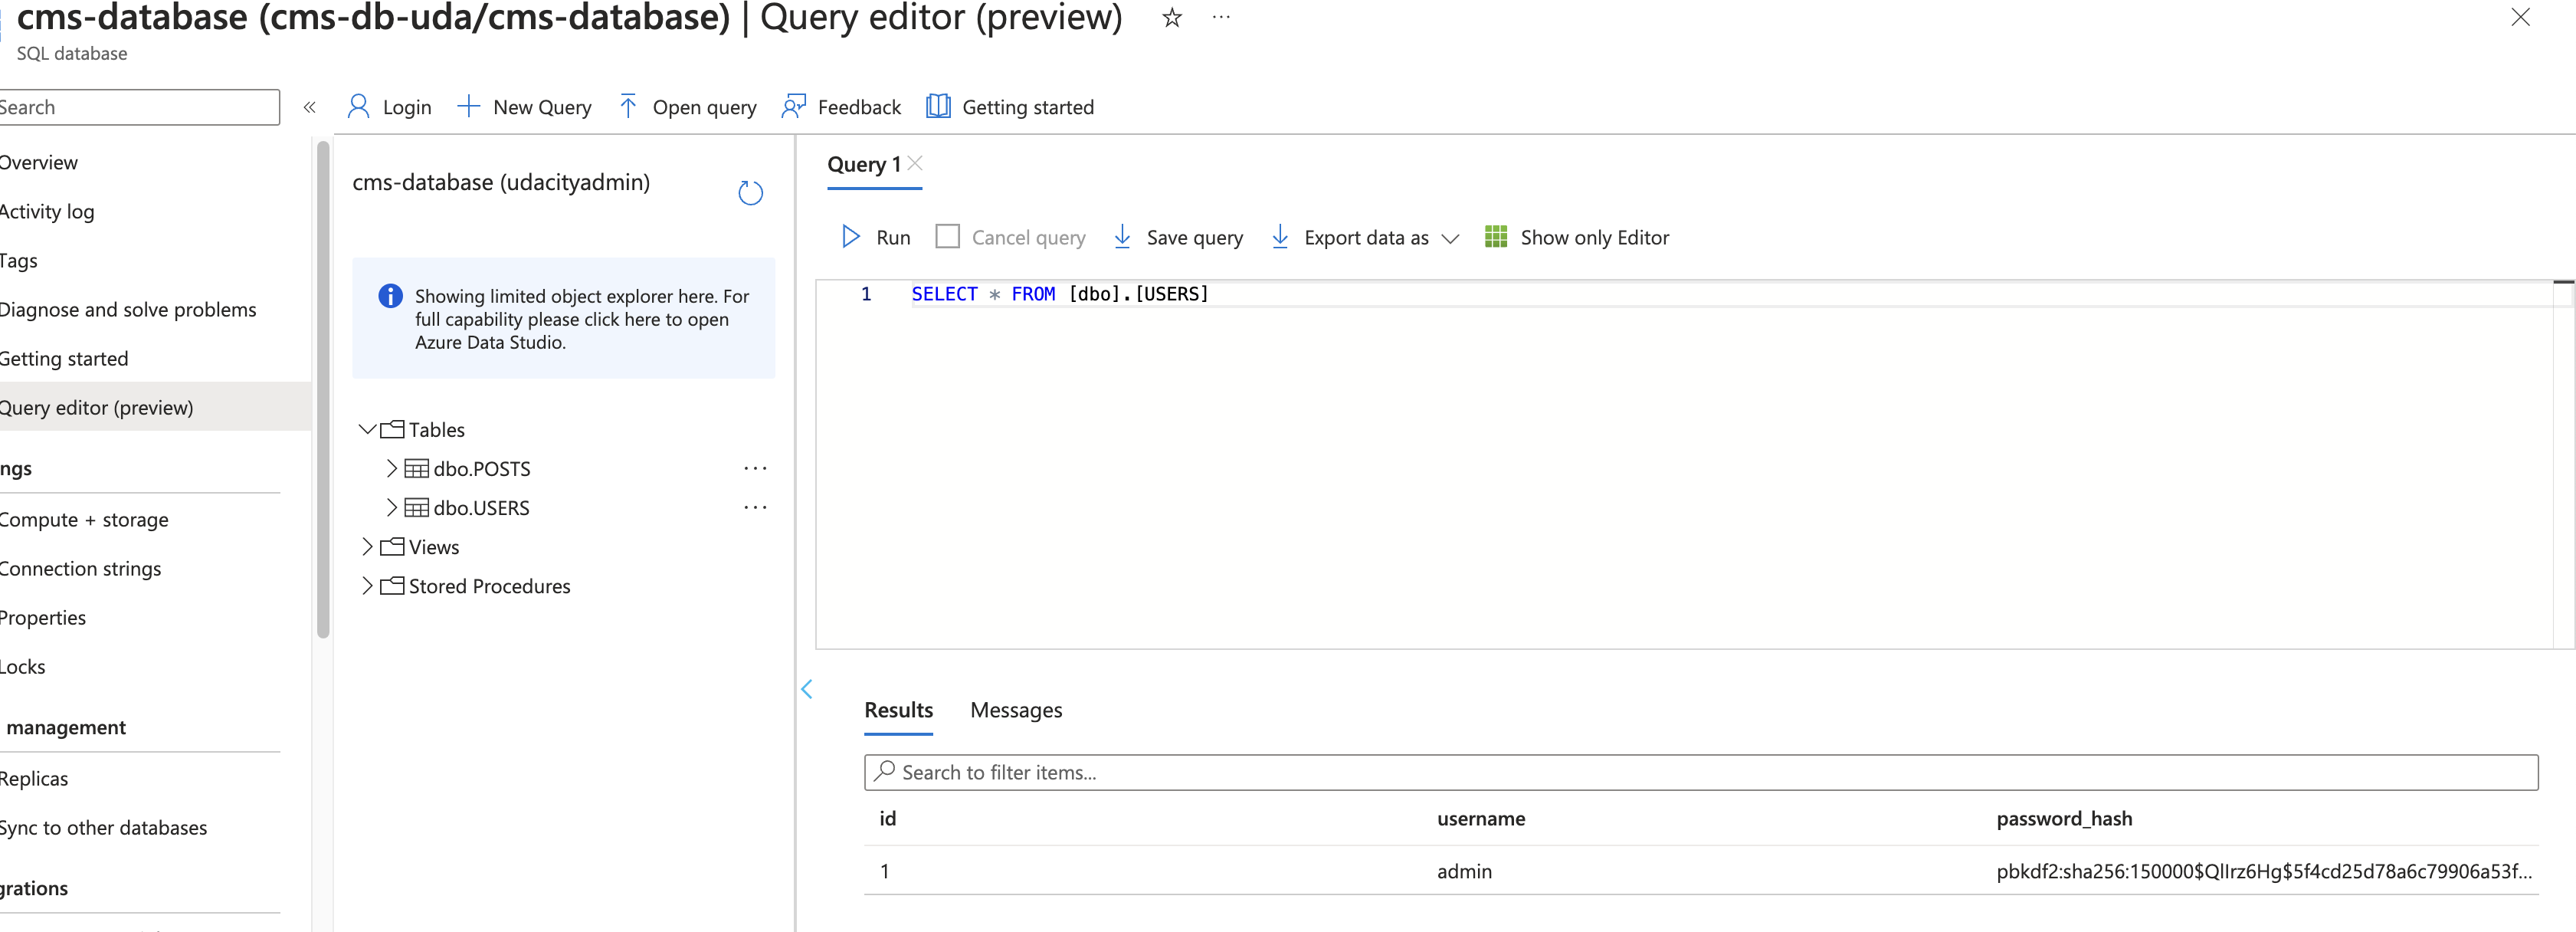 cms-database (cms-db-uda/cms-database) | Query editor (preview)
SQL database
Search
Login
New Query
Open query
Feedback
Getting started
Overview
Activity log
Tags
Diagnose and solve problems
Getting started
Query editor (preview)
ngs
Compute + storage
Connection strings
Properties
Locks
management
Replicas
Sync to other databases
grations
cms-database (udacityadmin)
Showing limited object explorer here. For
full capability please click here to open
Azure Data Studio.
Tables
dbo.POSTS
dbo.USERS
Views
Stored Procedures
Query 1
Run
Cancel query
Save query
Export data as
Show only Editor
1 SELECT * FROM [dbo].[USERS]
Results Messages
Search to filter items...
id username password_hash
1 admin pbkdf2:sha256:150000$QlIrz6Hg$5f4cd25d78a6c79906a53f...